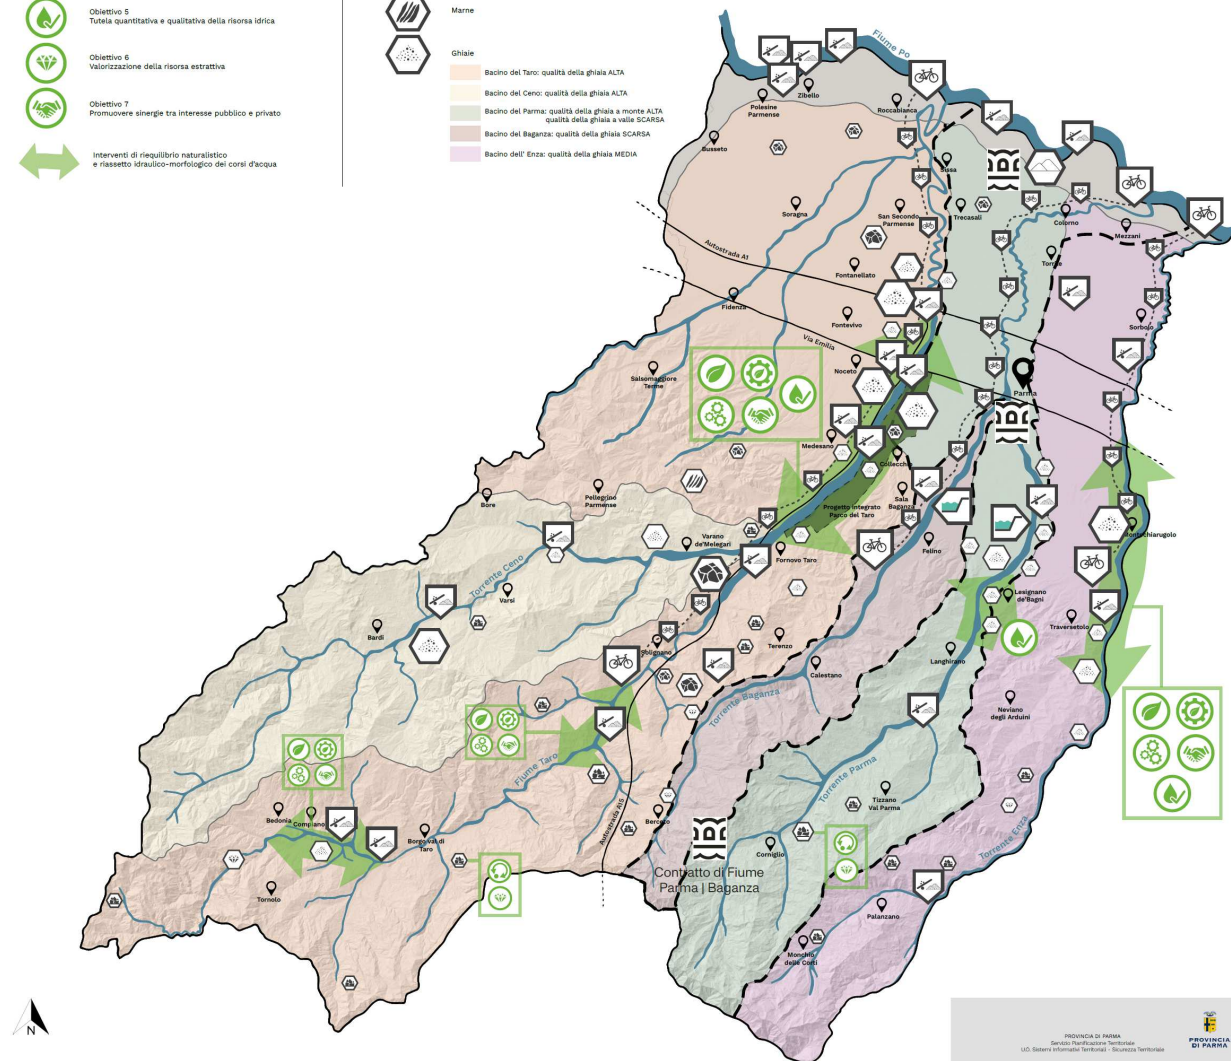 Obiettivo 5
Tutela quantitativa e qualitativa della risorsa idrica
Obiettivo 6
Valorizzazione della risorsa estrattiva
Obiettivo 7
Promuovere sinergie tra interesse pubblico e privato
Interventi di riequilibrio naturalistico
e riassetto idraulico-morfologico dei corsi d'acqua
Marne
Ghiaie
Bacino del Taro: qualità della ghiaia ALTA
Bacino del Ceno: qualità della ghiaia ALTA
Bacino del Parma: qualità della ghiaia a monte ALTA
qualità della ghiaia a valle SCARSA
Bacino del Baganza: qualità della ghiaia SCARSA
Bacino dell' Enza: qualità della ghiaia MEDIA
Fiume Po
Zibello
Polesine
Parmense
Roccabianca
Busseto
Sissa
Soragna
San Secondo
Parmense
Trecasali
Colorno
Mezzani
Autostrada A1
Fontanellato
Torrile
Fidenza
Fontevivo
Sorbolo
Via Emilia
Noceto
Salsomaggiore
Terme
Parma
Medesano
Collecchio
Bore
Pellegrino
Parmense
Sala
Baganza
Progetto Integrato
Parco del Taro
Varano
de'Melegari
Fornovo Taro
Felino
Montechiarugolo
Torrente Ceno
Varsi
Lesignano
de'Bagni
Bardi
Traversetolo
Solignano
Terenzo
Langhirano
Calestano
Neviano
degli Arduini
Torrente Baganza
Fiume Taro
Torrente Parma
Tizzano
Val Parma
Bedonia
Compiano
Borgo val di
Taro
Autostrada A15
Berceto
Corniglio
Torrente Enza
Contratto di Fiume
Parma | Baganza
Tornolo
Palanzano
Monchio
delle Corti
N
PROVINCIA DI PARMA
Servizio Pianificazione Territoriale
U.O. Sistemi Informativi Territoriali - Sicurezza Territoriale
PROVINCIA
DI PARMA